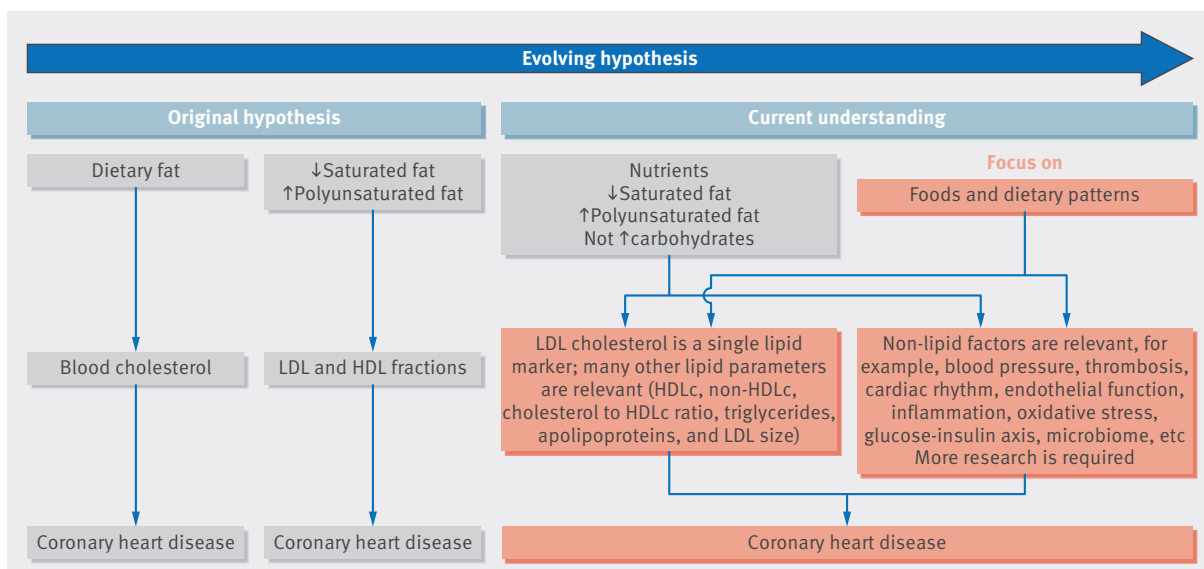 Evolving hypothesis
Original hypothesis
Current understanding
Dietary fat
↓Saturated fat
↑Polyunsaturated fat
Nutrients
↓Saturated fat
↑Polyunsaturated fat
Not ↑carbohydrates
Focus on
Foods and dietary patterns
Blood cholesterol
LDL and HDL fractions
LDL cholesterol is a single lipid
marker; many other lipid parameters
are relevant (HDLc, non-HDLc,
cholesterol to HDLc ratio, triglycerides,
apolipoproteins, and LDL size)
Non-lipid factors are relevant, for
example, blood pressure, thrombosis,
cardiac rhythm, endothelial function,
inflammation, oxidative stress,
glucose-insulin axis, microbiome, etc
More research is required
Coronary heart disease
Coronary heart disease
Coronary heart disease